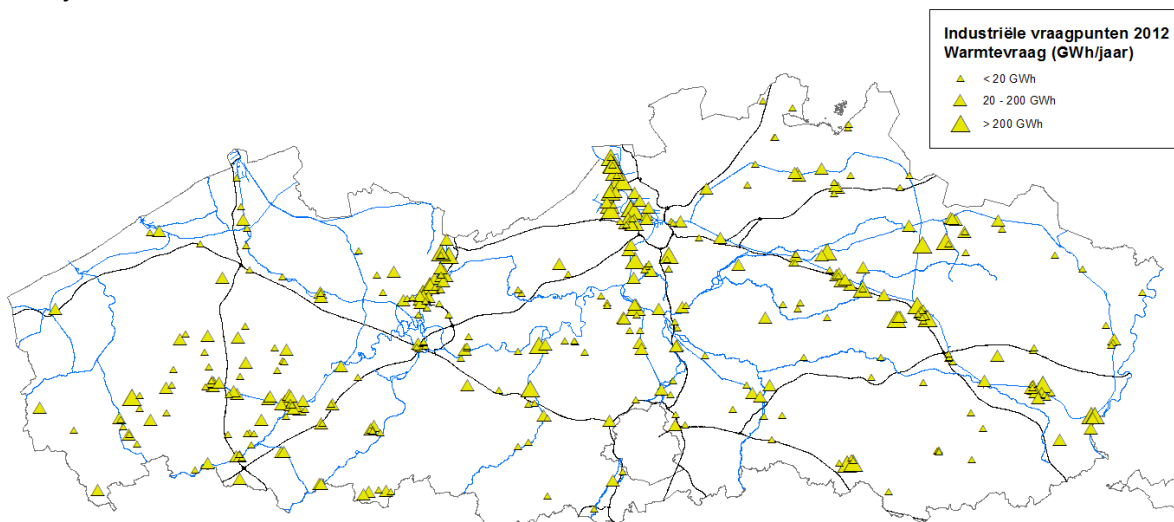 Industriële vraagpunten 2012
Warmtevraag (GWh/jaar)
< 20 GWh
20 - 200 GWh
> 200 GWh